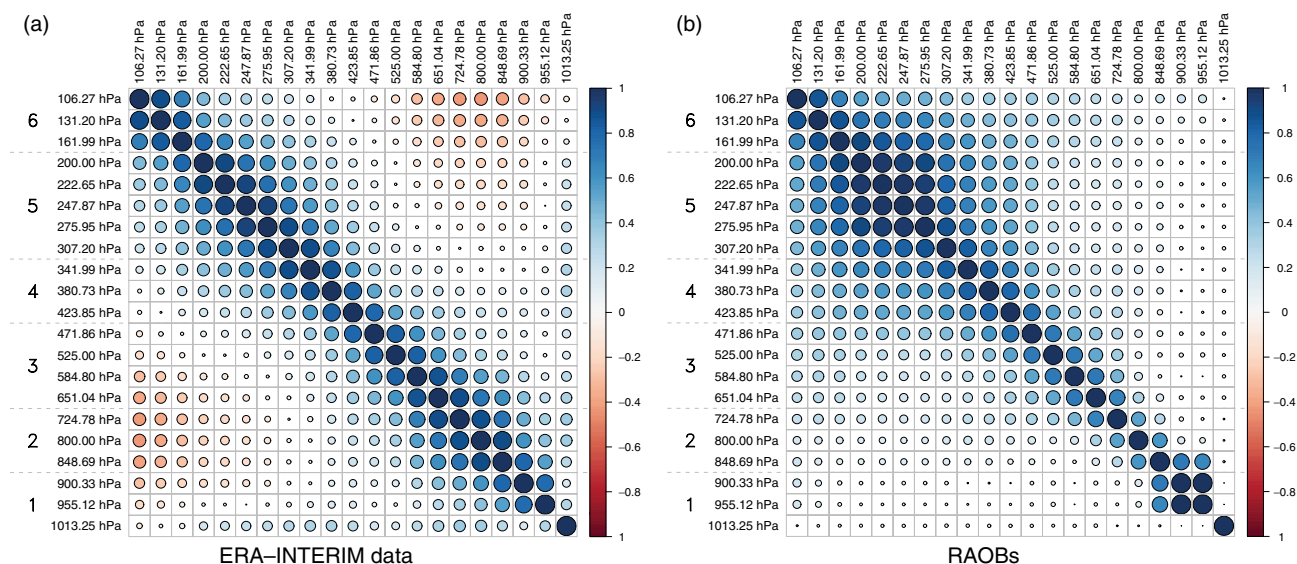 (a)
106.27 hPa 131.20 hPa 161.99 hPa 200.00 hPa 222.65 hPa 247.87 hPa 275.95 hPa 307.20 hPa 341.99 hPa 380.73 hPa 423.85 hPa 471.86 hPa 525.00 hPa 584.80 hPa 651.04 hPa 724.78 hPa 800.00 hPa 848.69 hPa 900.33 hPa 955.12 hPa 1013.25 hPa
106.27 hPa
6 131.20 hPa
161.99 hPa
200.00 hPa
222.65 hPa
5 247.87 hPa
275.95 hPa
307.20 hPa
341.99 hPa
4 380.73 hPa
423.85 hPa
471.86 hPa
3 525.00 hPa
584.80 hPa
651.04 hPa
724.78 hPa
2 800.00 hPa
848.69 hPa
900.33 hPa
1 955.12 hPa
1013.25 hPa
1
0.8
0.6
0.4
0.2
0
-0.2
-0.4
-0.6
-0.8
1
ERA–INTERIM data
(b)
106.27 hPa 131.20 hPa 161.99 hPa 200.00 hPa 222.65 hPa 247.87 hPa 275.95 hPa 307.20 hPa 341.99 hPa 380.73 hPa 423.85 hPa 471.86 hPa 525.00 hPa 584.80 hPa 651.04 hPa 724.78 hPa 800.00 hPa 848.69 hPa 900.33 hPa 955.12 hPa 1013.25 hPa
106.27 hPa
6 131.20 hPa
161.99 hPa
200.00 hPa
222.65 hPa
5 247.87 hPa
275.95 hPa
307.20 hPa
341.99 hPa
4 380.73 hPa
423.85 hPa
471.86 hPa
3 525.00 hPa
584.80 hPa
651.04 hPa
724.78 hPa
2 800.00 hPa
848.69 hPa
900.33 hPa
1 955.12 hPa
1013.25 hPa
1
0.8
0.6
0.4
0.2
0
-0.2
-0.4
-0.6
-0.8
1
RAOBs